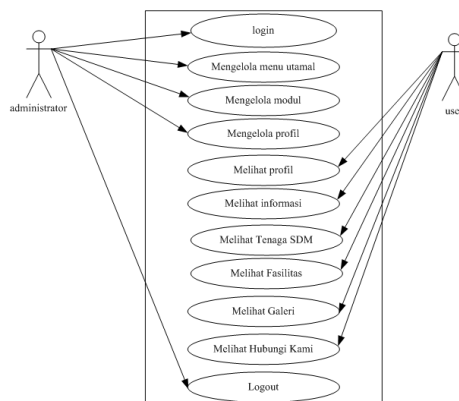 login
Mengelola menu utamal
administrator
Mengelola modul
Mengelola profil
Melihat profil
Melihat informasi
Melihat Tenaga SDM
Melihat Fasilitas
Melihat Galeri
Melihat Hubungi Kami
Logout